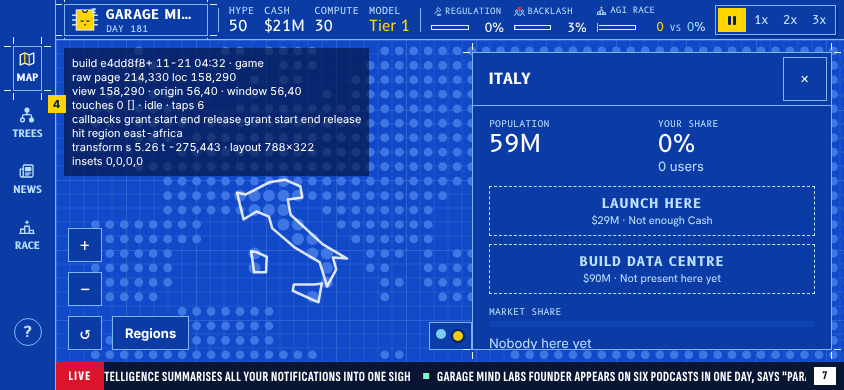 GARAGE MI...
DAY 181
HYPE CASH COMPUTE MODEL
50 $21M 30 Tier 1
REGULATION BACKLASH AGI RACE
0% 3% 0 VS 0%
1x 2x 3x
MAP
4
TREES
NEWS
RACE
?
build e4dd8f8+ 11-21 04:32 · game
raw page 214,330 loc 158,290
view 158,290 · origin 56,40 · window 56,40
touches 0 [] · idle · taps 6
callbacks grant start end release grant start end release
hit region east-africa
transform s 5.26 t -275,443 · layout 788×322
insets 0,0,0,0
+
−
↺
Regions
ITALY
×
POPULATION YOUR SHARE
59M 0%
0 users
LAUNCH HERE
$29M · Not enough Cash
BUILD DATA CENTRE
$90M · Not present here yet
MARKET SHARE
Nobody here yet
LIVE TELLIGENCE SUMMARISES ALL YOUR NOTIFICATIONS INTO ONE SIGH ■ GARAGE MIND LABS FOUNDER APPEARS ON SIX PODCASTS IN ONE DAY, SAYS "PAR. 7